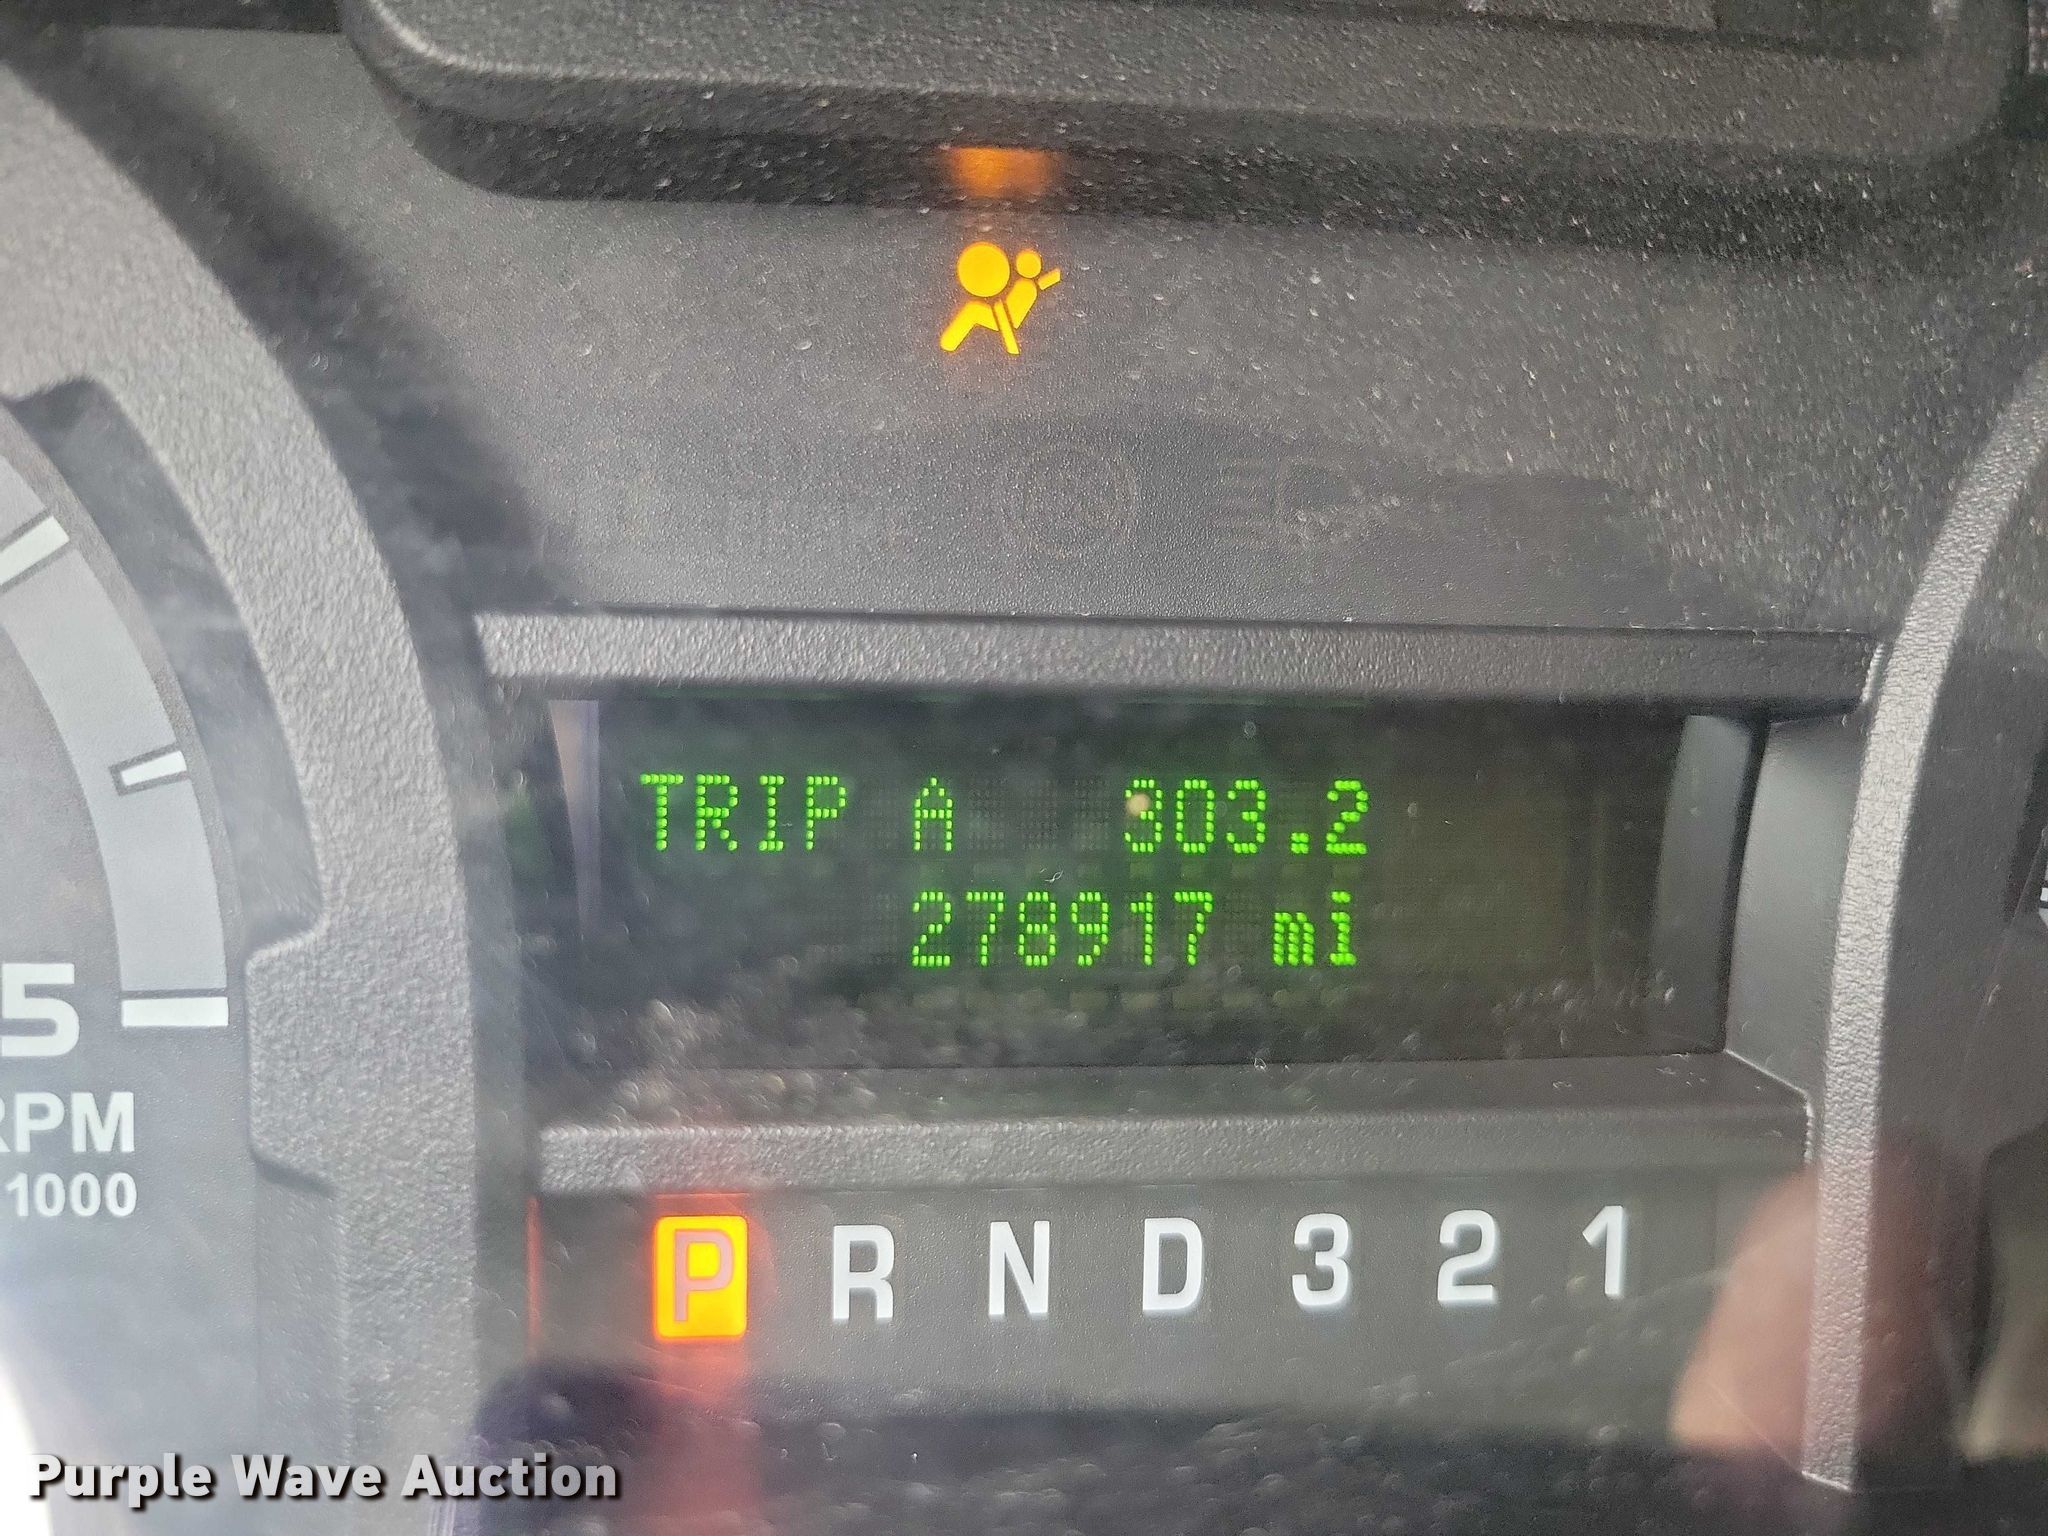 TRIP A 303.2
278917 mi
5
RPM
1000
P R N D 3 2 1
Purple Wave Auction